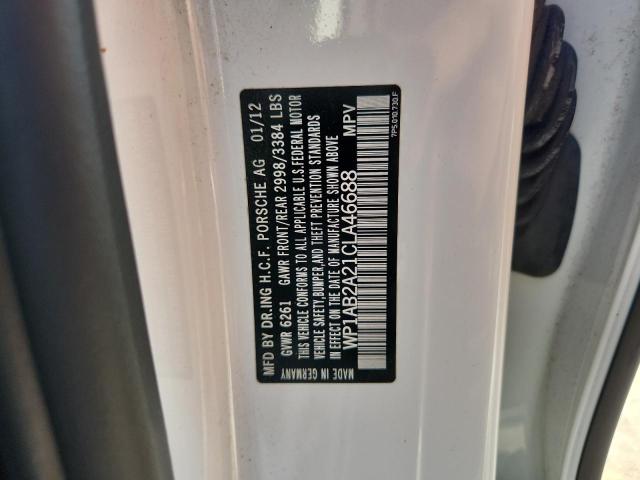 MFD BY DR.ING H.C.F. PORSCHE AG 01/12
GVWR 6261 GAWR FRONT/REAR 2998/3384 LBS
THIS VEHICLE CONFORMS TO ALL APPLICABLE U.S.FEDERAL MOTOR
VEHICLE SAFETY,BUMPER,AND THEFT PREVENTION STANDARDS
IN EFFECT ON THE DATE OF MANUFACTURE SHOWN ABOVE
WP1AB2A21CLA46688 MPV
MADE IN GERMANY 7P5.010.730.F